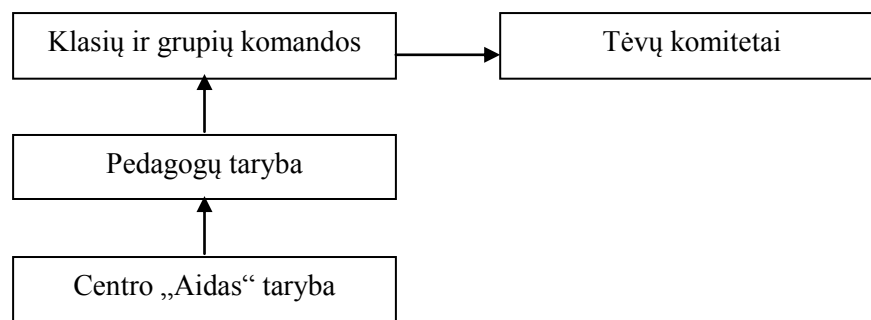 Klasių ir grupių komandos
Tėvų komitetai
Pedagogų taryba
Centro „Aidas“ taryba